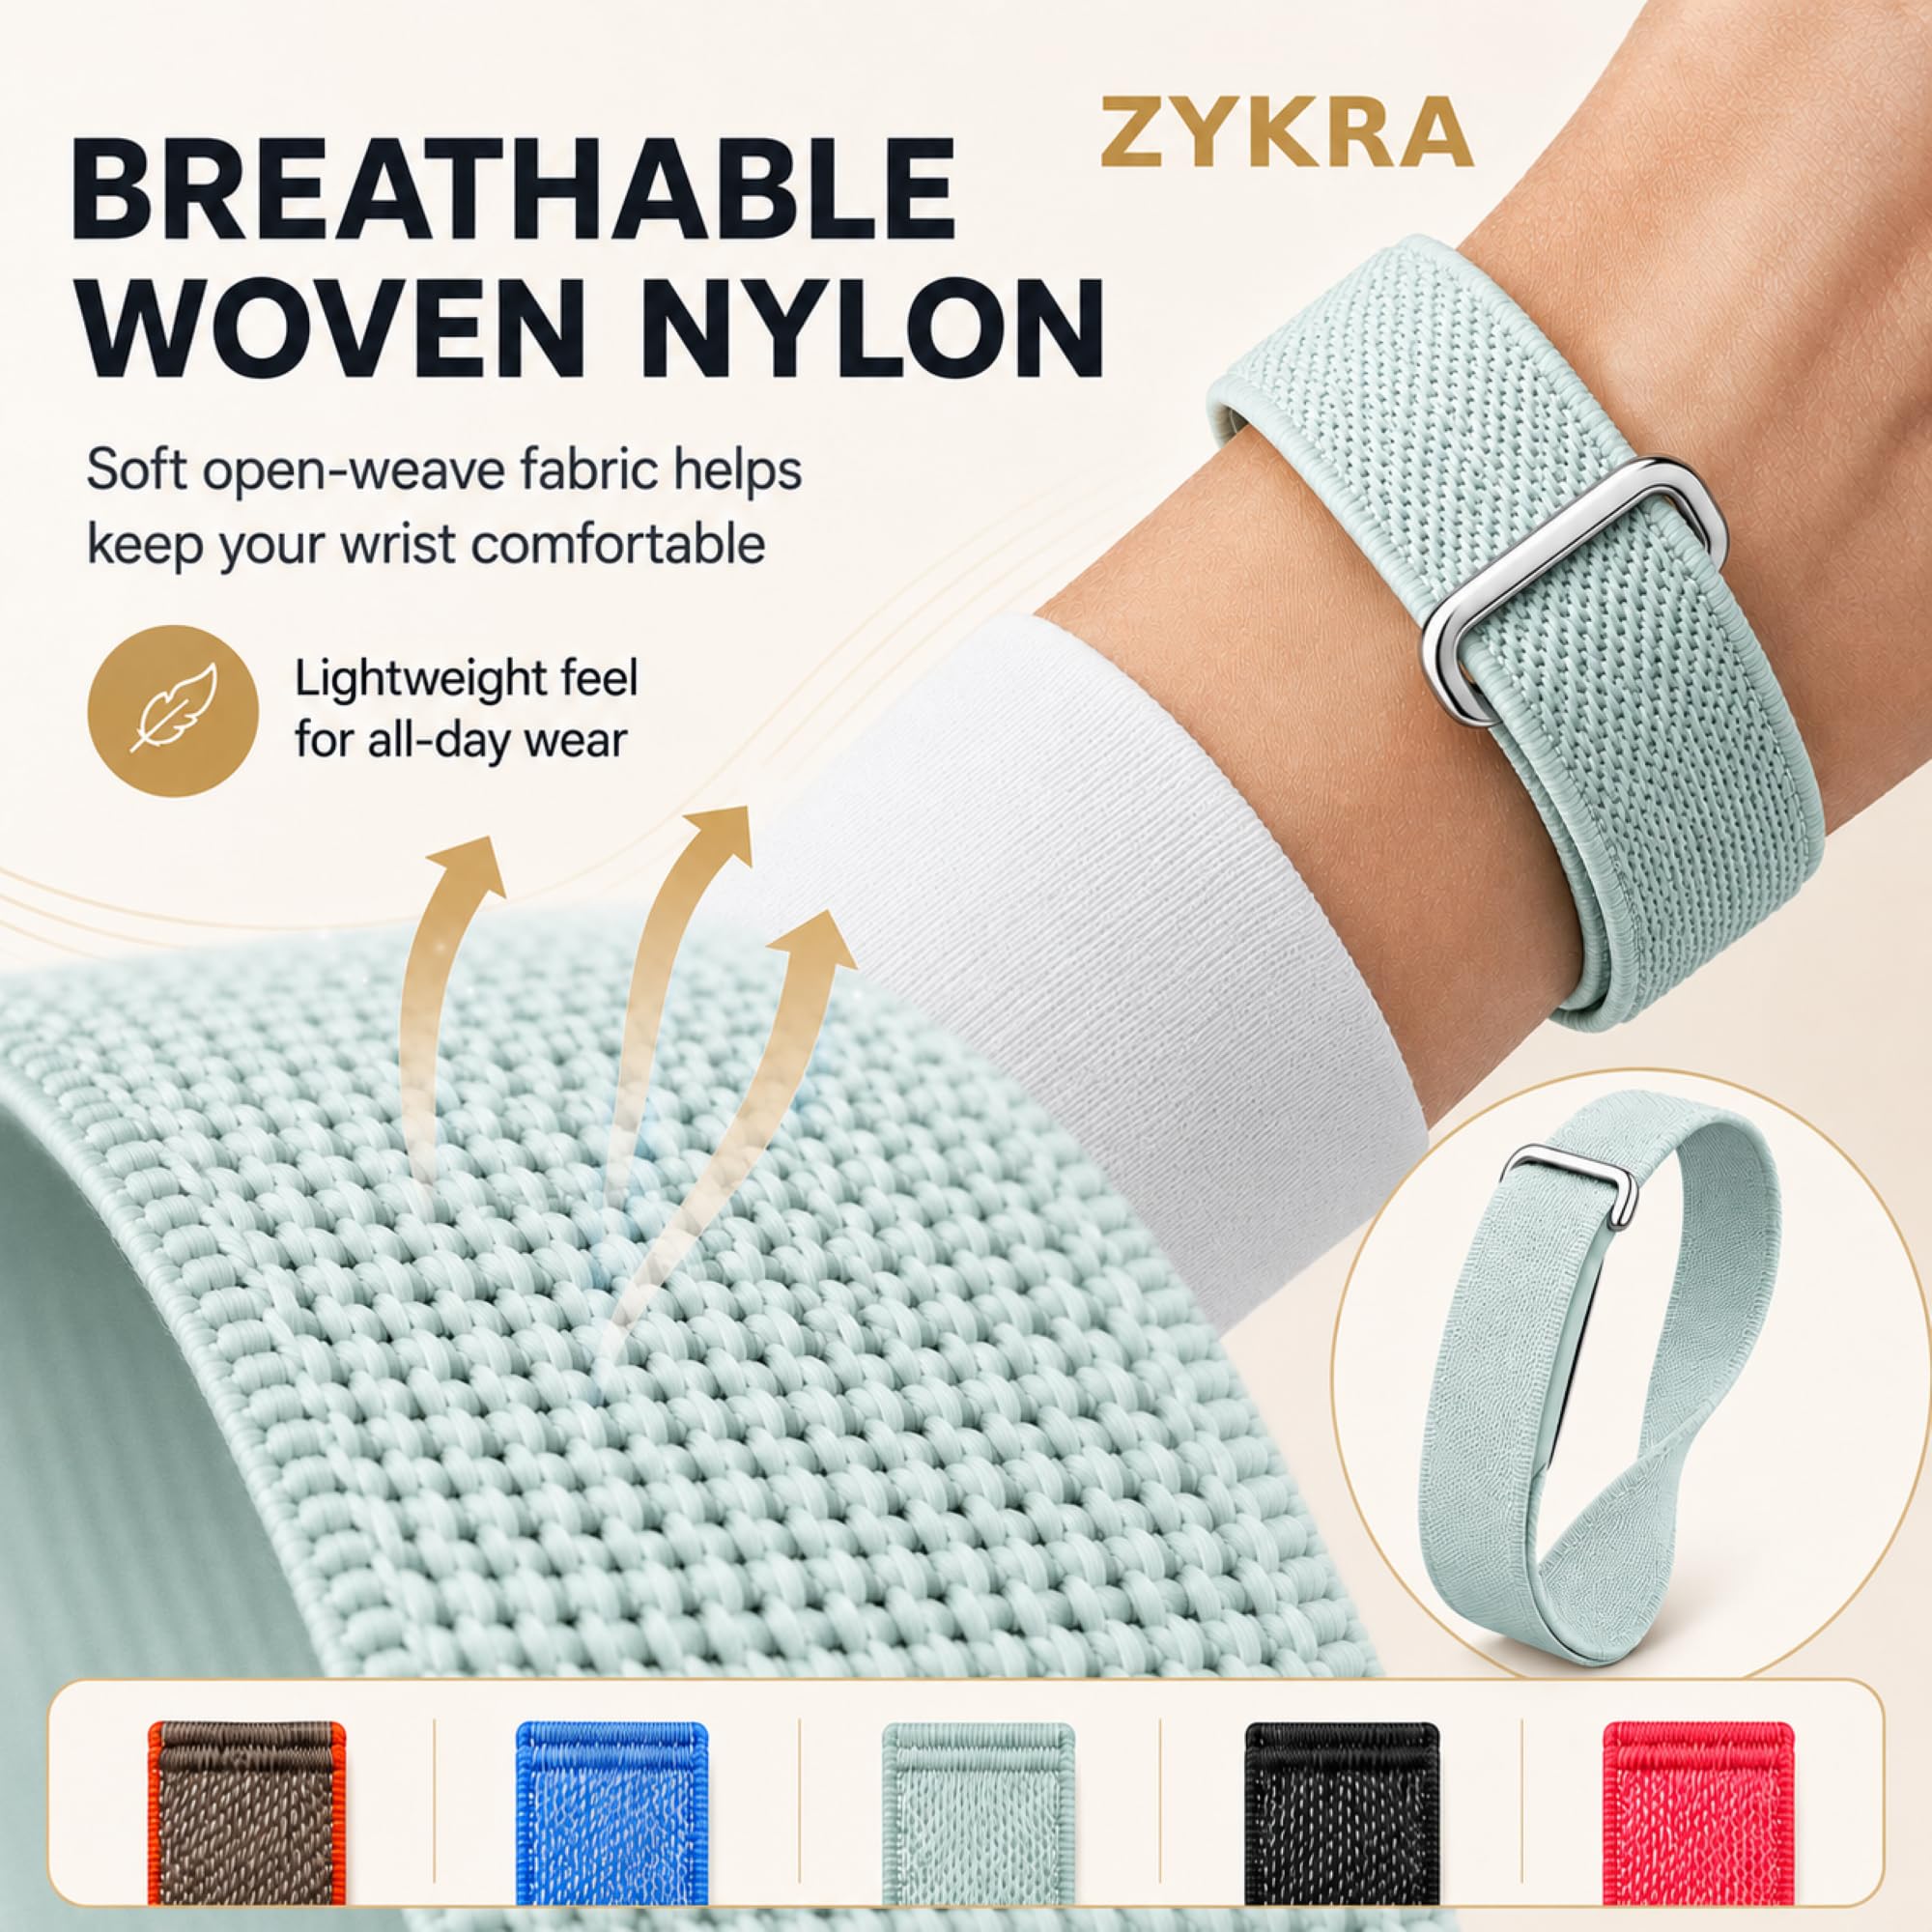 ZYKRA
BREATHABLE
WOVEN NYLON
Soft open-weave fabric helps
keep your wrist comfortable
Lightweight feel
for all-day wear